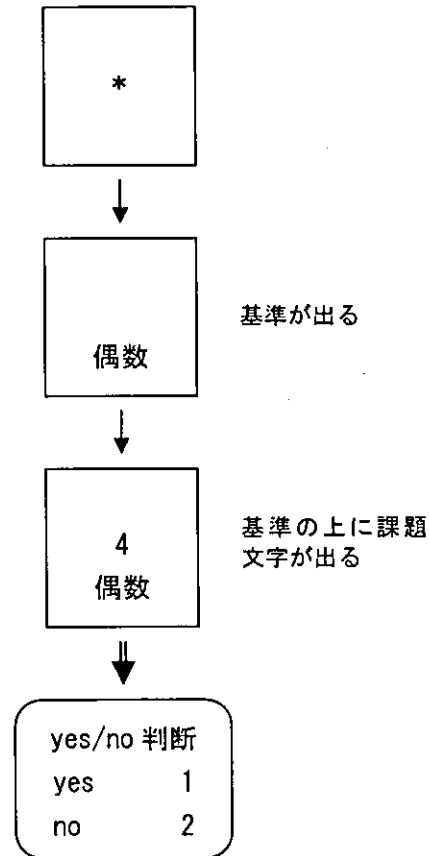 *
偶数
基準が出る
4
偶数
基準の上に課題
文字が出る
yes/no 判断
yes 1
no 2